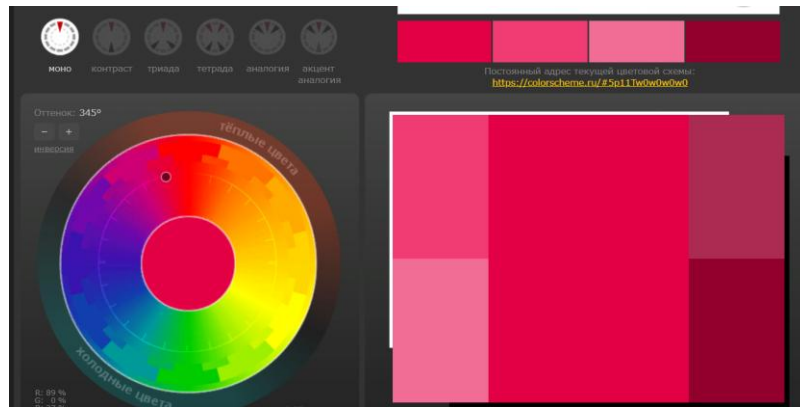 моно контраст триада тетрада аналогия акцент
аналогия
Постоянный адрес текущей цветовой схемы:
https://colorscheme.ru/#5p11Tw0w0w0w0
Оттенок: 345º
− +
инверсия
тёплые цвета
холодные цвета
R: 89 %
G: 0 %